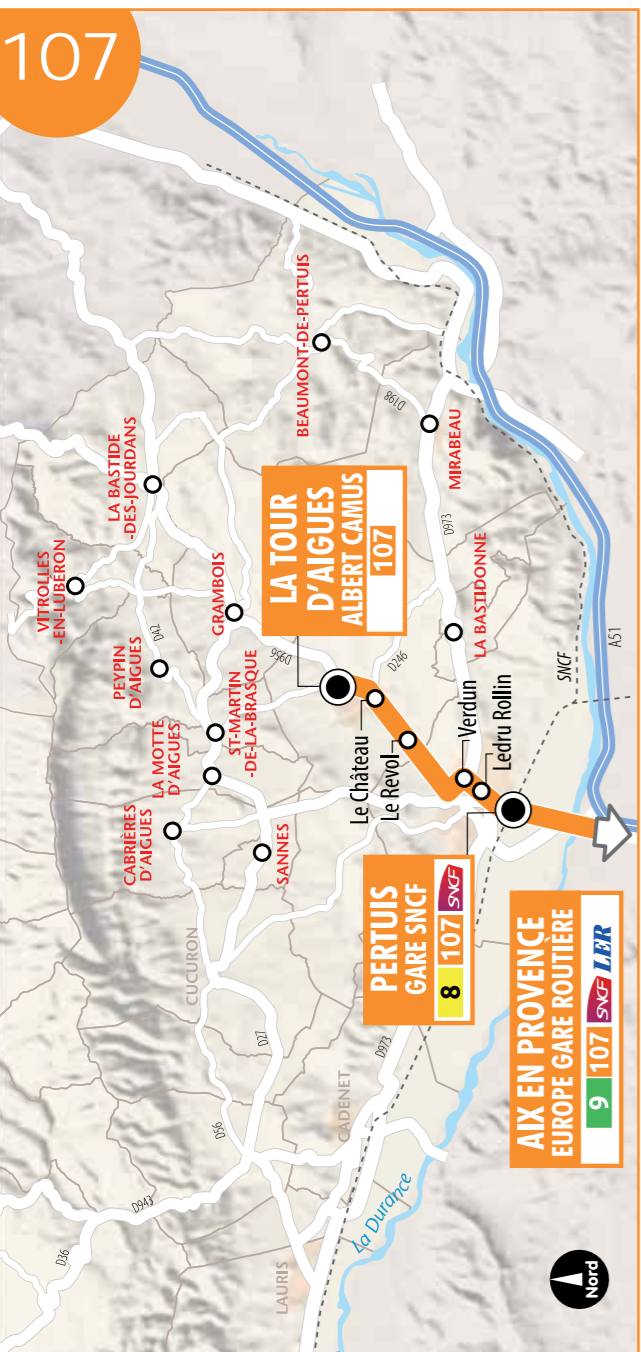 107
VITROLLES
-EN-LUBÉRON
LA BASTIDE
-DES-JOURDANS
PEYPIN
D'AIGUES
D42
GRAMBOIS
LA MOTTE
D'AIGUES
ST-MARTIN
-DE-LA-BRASQUE
CABRIÈRES
D'AIGUES
SANNES
CUCURON
D956
BEAUMONT-DE-PERTUIS
D198
MIRABEAU
D973
LA BASTIDONNE
D246
LA TOUR
D'AIGUES
ALBERT CAMUS
107
Le Château
Le Revol
Verdun
Ledru Rollin
SNCF
A51
PERTUIS
GARE SNCF
8 107 SNCF
AIX EN PROVENCE
EUROPE GARE ROUTIÈRE
9 107 SNCF LER
D27
D56
D943
D36
CADENET
D973
LAURIS
La Durance
Nord